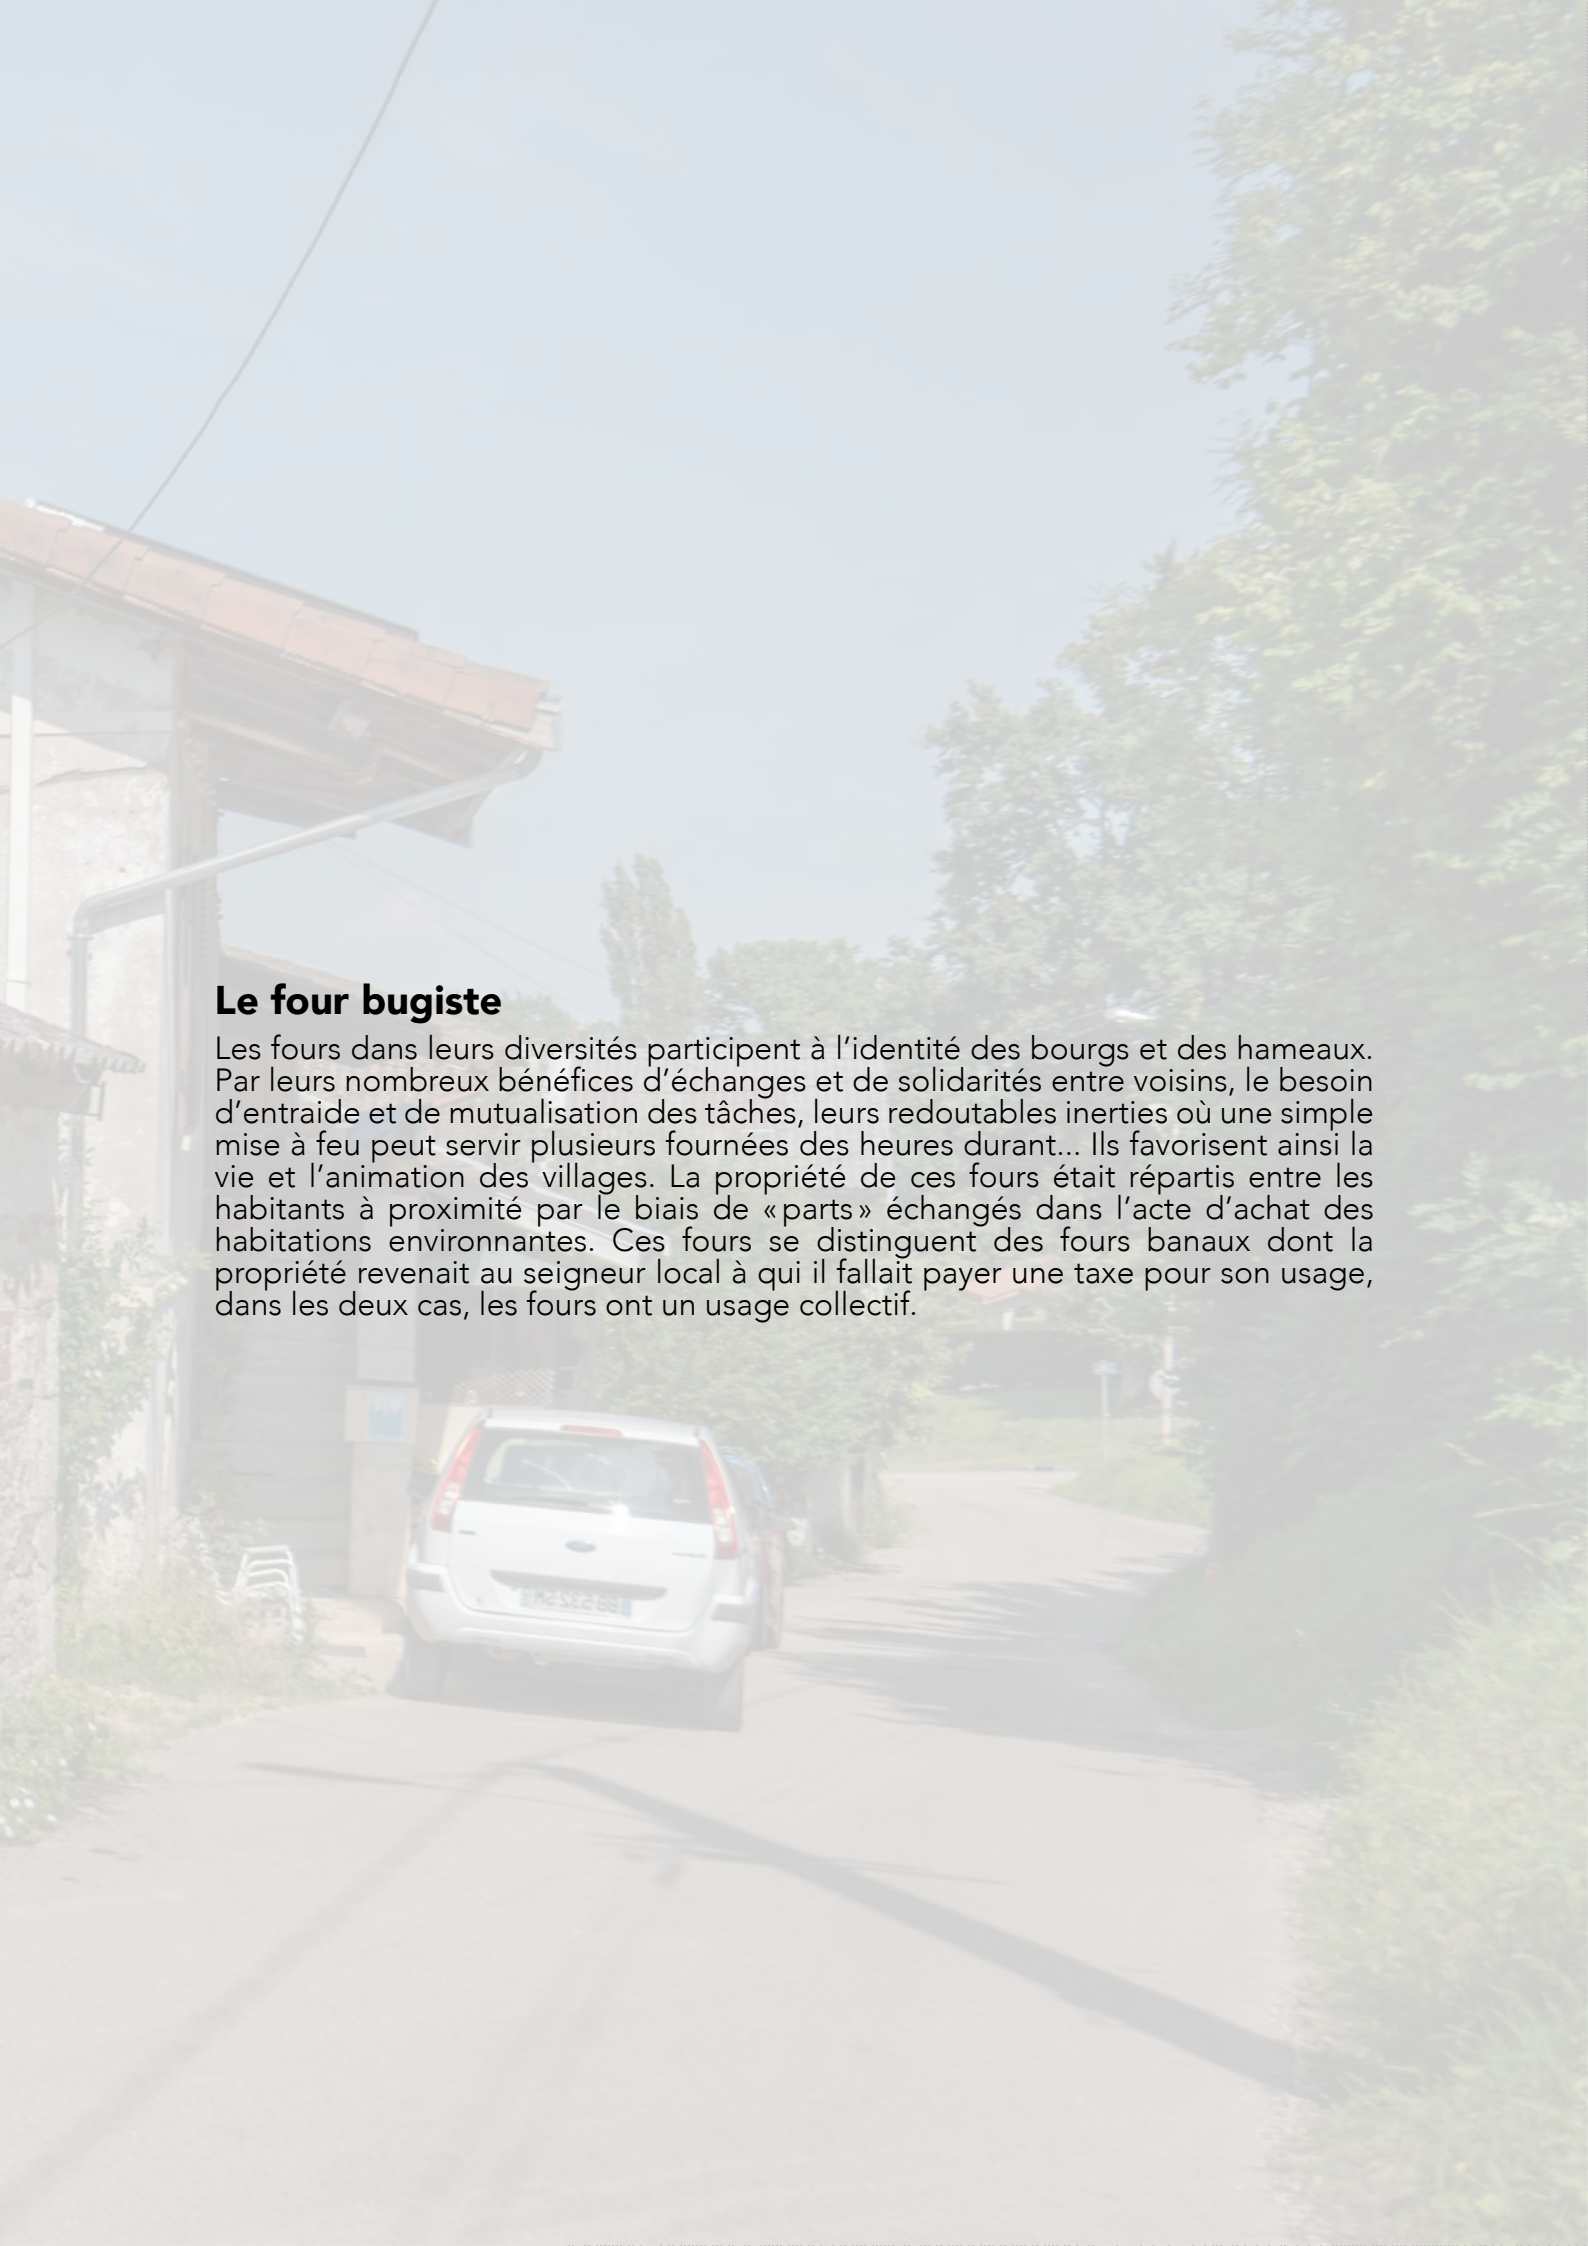 Le four bugiste
Les fours dans leurs diversités participent à l’identité des bourgs et des hameaux.
Par leurs nombreux bénéfices d’échanges et de solidarités entre voisins, le besoin
d’entraide et de mutualisation des tâches, leurs redoutables inerties où une simple
mise à feu peut servir plusieurs fournées des heures durant... Ils favorisent ainsi la
vie et l’animation des villages. La propriété de ces fours était répartis entre les
habitants à proximité par le biais de « parts » échangés dans l’acte d’achat des
habitations environnantes. Ces fours se distinguent des fours banaux dont la
propriété revenait au seigneur local à qui il fallait payer une taxe pour son usage,
dans les deux cas, les fours ont un usage collectif.